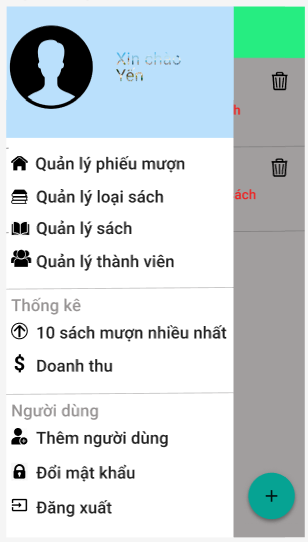 Xin chào
Yến
h
Quản lý phiếu mượn
Quản lý loại sách
ách
Quản lý sách
Quản lý thành viên
Thống kê
10 sách mượn nhiều nhất
Doanh thu
Người dùng
Thêm người dùng
Đổi mật khẩu
Đăng xuất